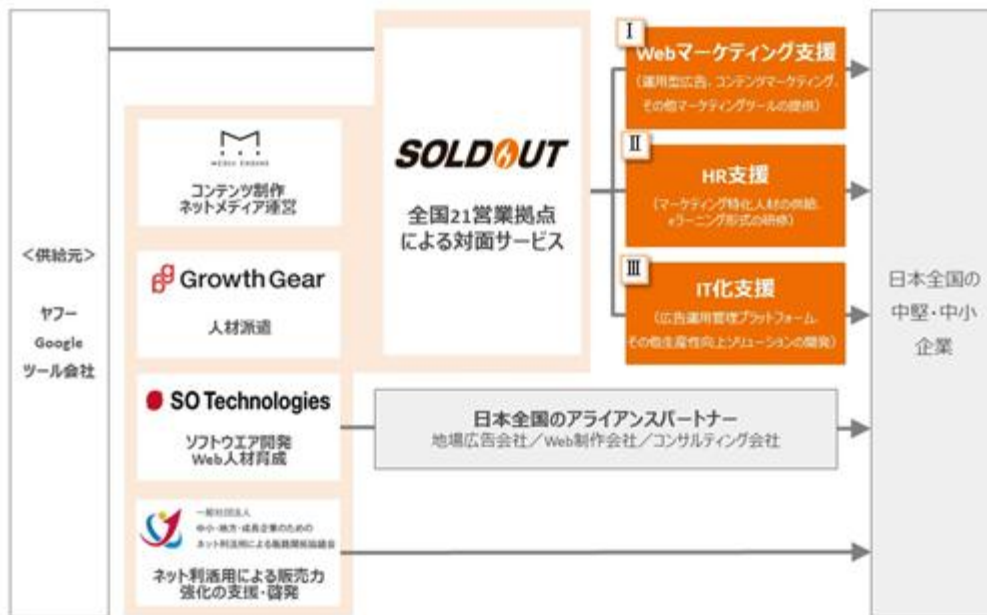 <供給元>
ヤフー
Google
ツール会社
MEDIA ENGINE
コンテンツ制作
ネットメディア運営
Growth Gear
人材派遣
SO Technologies
ソフトウエア開発
Web人材育成
一般社団法人
中小・地方・成長企業のための
ネット利活用による販路開拓協議会
ネット利活用による販売力
強化の支援・啓発
SOLDOUT
全国21営業拠点
による対面サービス
I
Webマーケティング支援
(運用型広告、コンテンツマーケティング、
その他マーケティングツールの提供)
II
HR支援
(マーケティング特化人材の供給、
eラーニング形式の研修)
III
IT化支援
(広告運用管理プラットフォーム、
その他生産性向上ソリューションの開発)
日本全国のアライアンスパートナー
地場広告会社/Web制作会社/コンサルティング会社
日本全国の
中堅・中小
企業